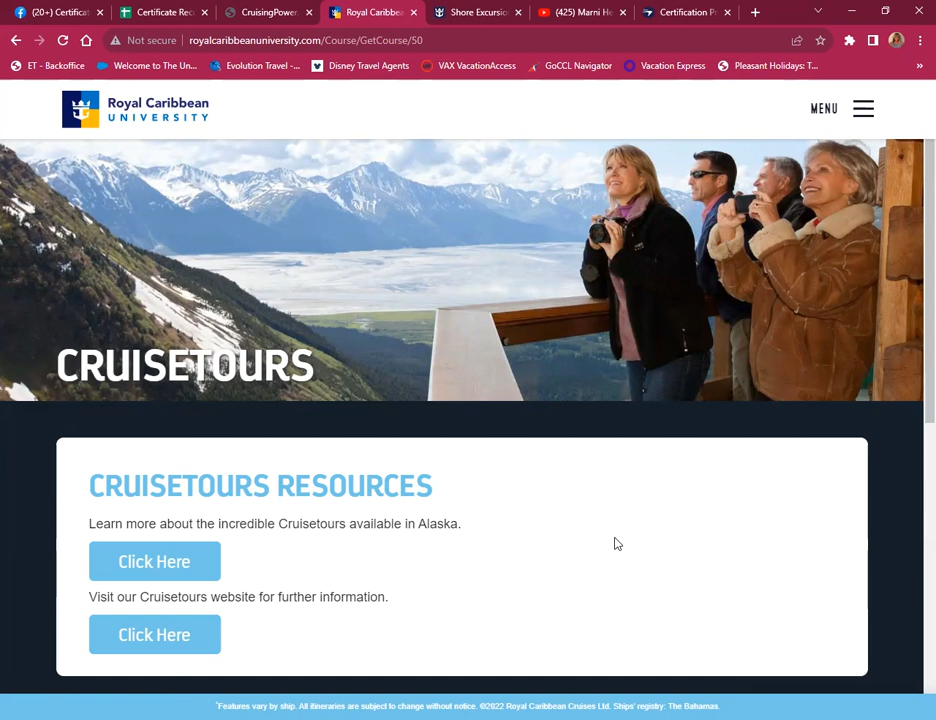 (20+) Certificat
Certificate Rec
CruisingPower.
Royal Caribbea
Shore Excursio
(425) Marni He
Certification Pr
Not secure
royalcaribbeanuniversity.com/Course/GetCourse/50
ET - Backoffice
Welcome to The Un...
Evolution Travel -...
Disney Travel Agents
VAX VacationAccess
GoCCL Navigator
Vacation Express
Pleasant Holidays: T...
»
Royal Caribbean
UNIVERSITY
MENU
CRUISETOURS
CRUISETOURS RESOURCES
Learn more about the incredible Cruisetours available in Alaska.
Click Here
Visit our Cruisetours website for further information.
Click Here
*Features vary by ship. All itineraries are subject to change without notice. ©2022 Royal Caribbean Cruises Ltd. Ships' registry: The Bahamas.